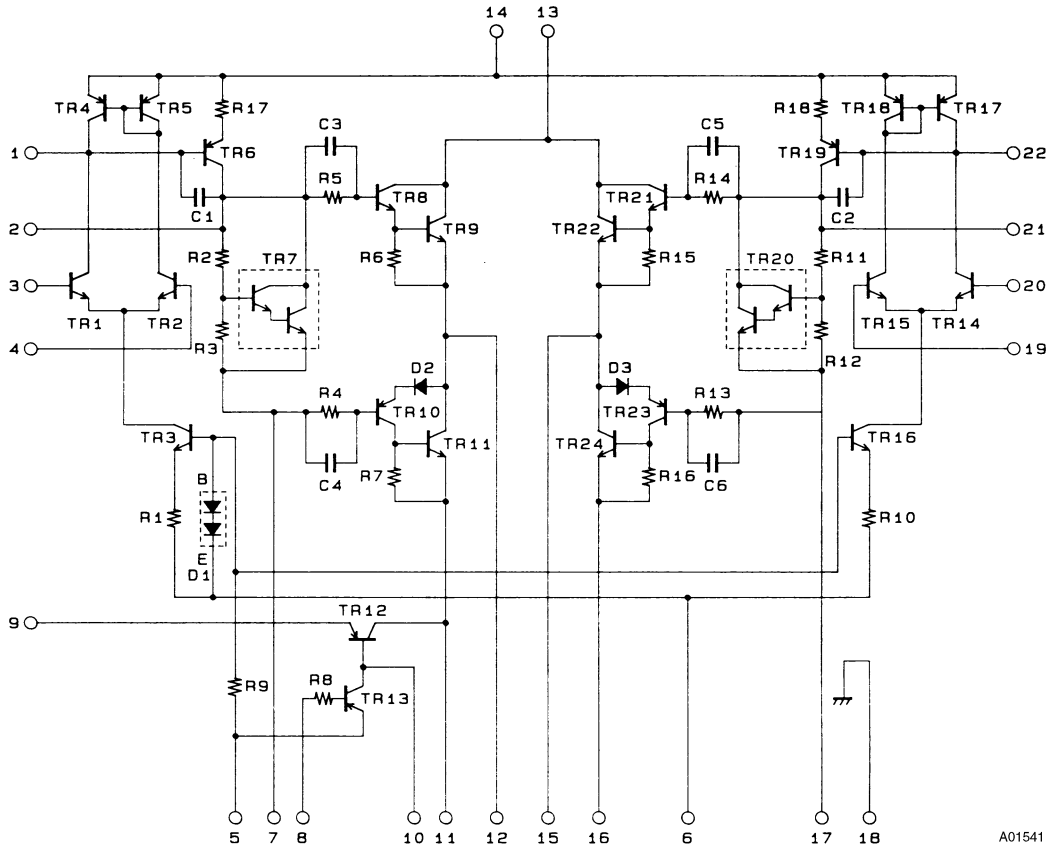 14 13
TR4 TR5 R17 C3 C5 R18 TR18 TR17
1 TR6 R5 TR8 TR21 R14 TR19 22
C1 C2
2 R2 TR7 R6 TR9 TR22 R15 TR20 R11 21
3 TR1 TR2 TR15 TR14 20
4 R3 R12 19
D2 D3
R4 TR10 TR23 R13
TR3 TR11 TR24 TR16
R7 C4 R16 C6
B
R1 R10
E
D1
9 TR12
R9 R8 TR13
5 7 8 10 11 12 15 16 6 17 18
A01541